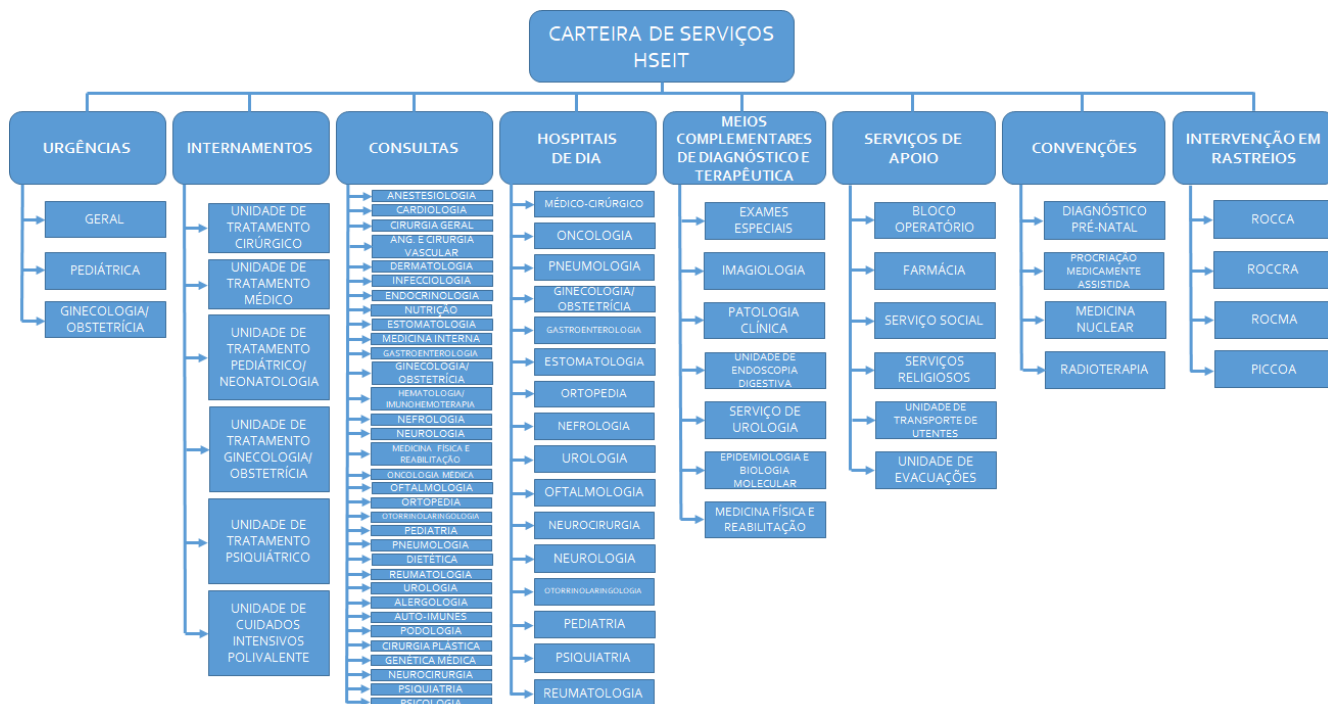 CARTEIRA DE SERVIÇOS
HSEIT
URGÊNCIAS
GERAL
PEDIÁTRICA
GINECOLOGIA/
OBSTETRÍCIA
INTERNAMENTOS
UNIDADE DE
TRATAMENTO
CIRÚRGICO
UNIDADE DE
TRATAMENTO
MÉDICO
UNIDADE DE
TRATAMENTO
PEDIÁTRICO/
NEONATOLOGIA
UNIDADE DE
TRATAMENTO
GINECOLOGIA/
OBSTETRÍCIA
UNIDADE DE
TRATAMENTO
PSIQUIÁTRICO
UNIDADE DE
CUIDADOS
INTENSIVOS
POLIVALENTE
CONSULTAS
ANESTESIOLOGIA
CARDIOLOGIA
CIRURGIA GERAL
ANG. E CIRURGIA
VASCULAR
DERMATOLOGIA
INFECCIOLOGIA
ENDOCRINOLOGIA
NUTRIÇÃO
ESTOMATOLOGIA
MEDICINA INTERNA
GASTROENTEROLOGIA
GINECOLOGIA/
OBSTETRÍCIA
HEMATOLOGIA/
IMUNOHEMOTERAPIA
NEFROLOGIA
NEUROLOGIA
MEDICINA FÍSICA E
REABILITAÇÃO
ONCOLOGIA MÉDICA
OFTALMOLOGIA
ORTOPEDIA
OTORRINOLARINGOLOGIA
PEDIATRIA
PNEUMOLOGIA
DIETÉTICA
REUMATOLOGIA
UROLOGIA
ALERGOLOGIA
AUTO-IMUNES
PODOLOGIA
CIRURGIA PLÁSTICA
GENÉTICA MÉDICA
NEUROCIRURGIA
PSIQUIATRIA
PSICOLOGIA
HOSPITAIS
DE DIA
MÉDICO-CIRÚRGICO
ONCOLOGIA
PNEUMOLOGIA
GINECOLOGIA/
OBSTETRÍCIA
GASTROENTEROLOGIA
ESTOMATOLOGIA
ORTOPEDIA
NEFROLOGIA
UROLOGIA
OFTALMOLOGIA
NEUROCIRURGIA
NEUROLOGIA
OTORRINOLARINGOLOGIA
PEDIATRIA
PSIQUIATRIA
REUMATOLOGIA
MEIOS
COMPLEMENTARES
DE DIAGNÓSTICO E
TERAPÊUTICA
EXAMES
ESPECIAIS
IMAGIOLOGIA
PATOLOGIA
CLÍNICA
UNIDADE DE
ENDOSCOPIA
DIGESTIVA
SERVIÇO DE
UROLOGIA
EPIDEMIOLOGIA E
BIOLOGIA
MOLECULAR
MEDICINA FÍSICA E
REABILITAÇÃO
SERVIÇOS DE
APOIO
BLOCO
OPERATÓRIO
FARMÁCIA
SERVIÇO SOCIAL
SERVIÇOS
RELIGIOSOS
UNIDADE DE
TRANSPORTE DE
UTENTES
UNIDADE DE
EVACUAÇÕES
CONVENÇÕES
DIAGNÓSTICO
PRÉ-NATAL
PROCRIAÇÃO
MEDICAMENTE
ASSISTIDA
MEDICINA
NUCLEAR
RADIOTERAPIA
INTERVENÇÃO EM
RASTREIOS
ROCCA
ROCCRA
ROCMA
PICCOA